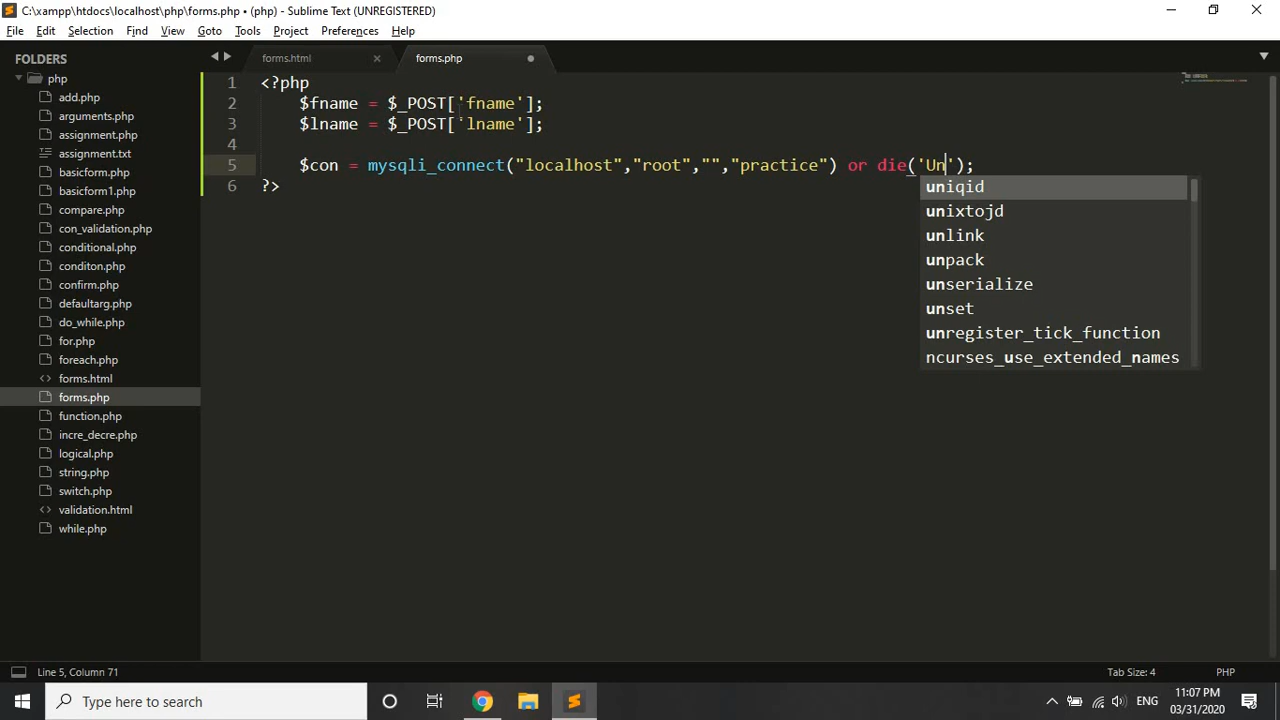 C:\xampp\htdocs\localhost\php\forms.php • (php) - Sublime Text (UNREGISTERED)
File Edit Selection Find View Goto Tools Project Preferences Help
FOLDERS
php
add.php
arguments.php
assignment.php
assignment.txt
basicform.php
basicform1.php
compare.php
con_validation.php
conditional.php
conditon.php
confirm.php
defaultarg.php
do_while.php
for.php
foreach.php
forms.html
forms.php
function.php
incre_decre.php
logical.php
string.php
switch.php
validation.html
while.php
forms.html
forms.php
1 <?php
2 $fname = $_POST['fname'];
3 $lname = $_POST['lname'];
4
5 $con = mysqli_connect("localhost","root","","practice") or die('Un');
6 ?>
uniqid
unixtojd
unlink
unpack
unserialize
unset
unregister_tick_function
ncurses_use_extended_names
Line 5, Column 71
Tab Size: 4
PHP
Type here to search
ENG
11:07 PM
03/31/2020